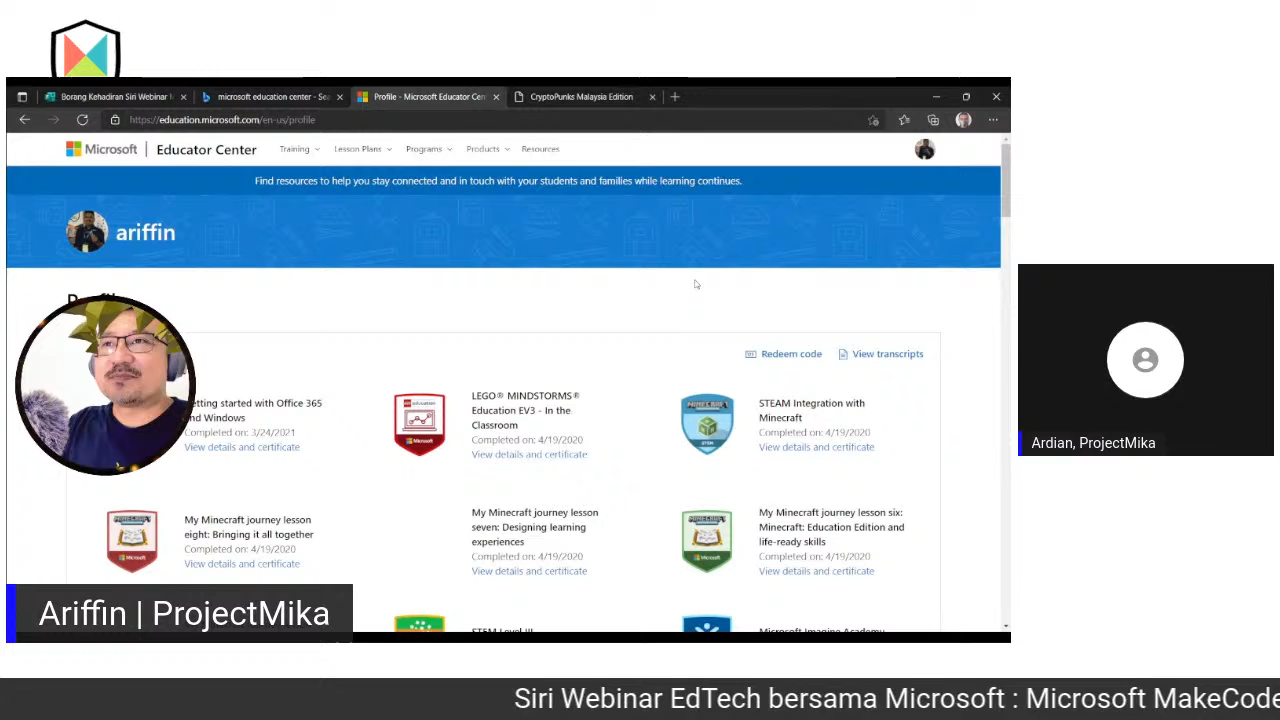 Borang Kehadiran Siri Webinar
microsoft education center - Sea
Profile - Microsoft Educator Cen
CryptoPunks Malaysia Edition
https://education.microsoft.com/en-us/profile
Microsoft | Educator Center
Training
Lesson Plans
Programs
Products
Resources
Find resources to help you stay connected and in touch with your students and families while learning continues.
ariffin
Redeem code
View transcripts
etting started with Office 365
nd Windows
Completed on: 3/24/2021
View details and certificate
LEGO® MINDSTORMS®
Education EV3 - In the
Classroom
Completed on: 4/19/2020
View details and certificate
STEAM Integration with
Minecraft
Completed on: 4/19/2020
View details and certificate
My Minecraft journey lesson
eight: Bringing it all together
Completed on: 4/19/2020
View details and certificate
My Minecraft journey lesson
seven: Designing learning
experiences
Completed on: 4/19/2020
View details and certificate
My Minecraft journey lesson six:
Minecraft: Education Edition and
life-ready skills
Completed on: 4/19/2020
View details and certificate
STEM Level III
Microsoft Imagine Academy
Ariffin | ProjectMika
Ardian, ProjectMika
Siri Webinar EdTech bersama Microsoft : Microsoft MakeCode